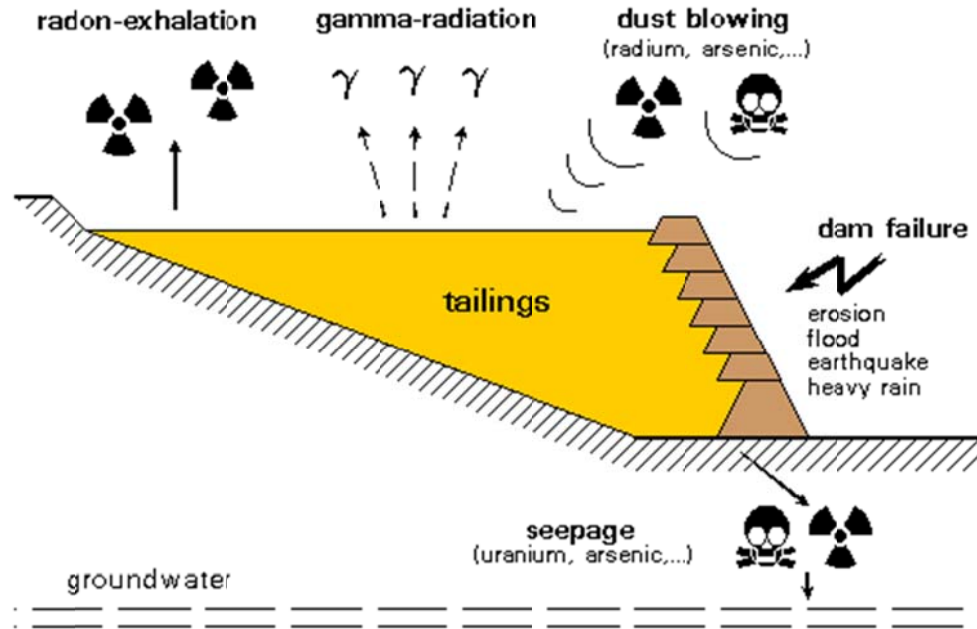 radon-exhalation
gamma-radiation
dust blowing
(radium, arsenic,...)
γ γ γ
dam failure
erosion
flood
earthquake
heavy rain
tailings
seepage
(uranium, arsenic,...)
groundwater